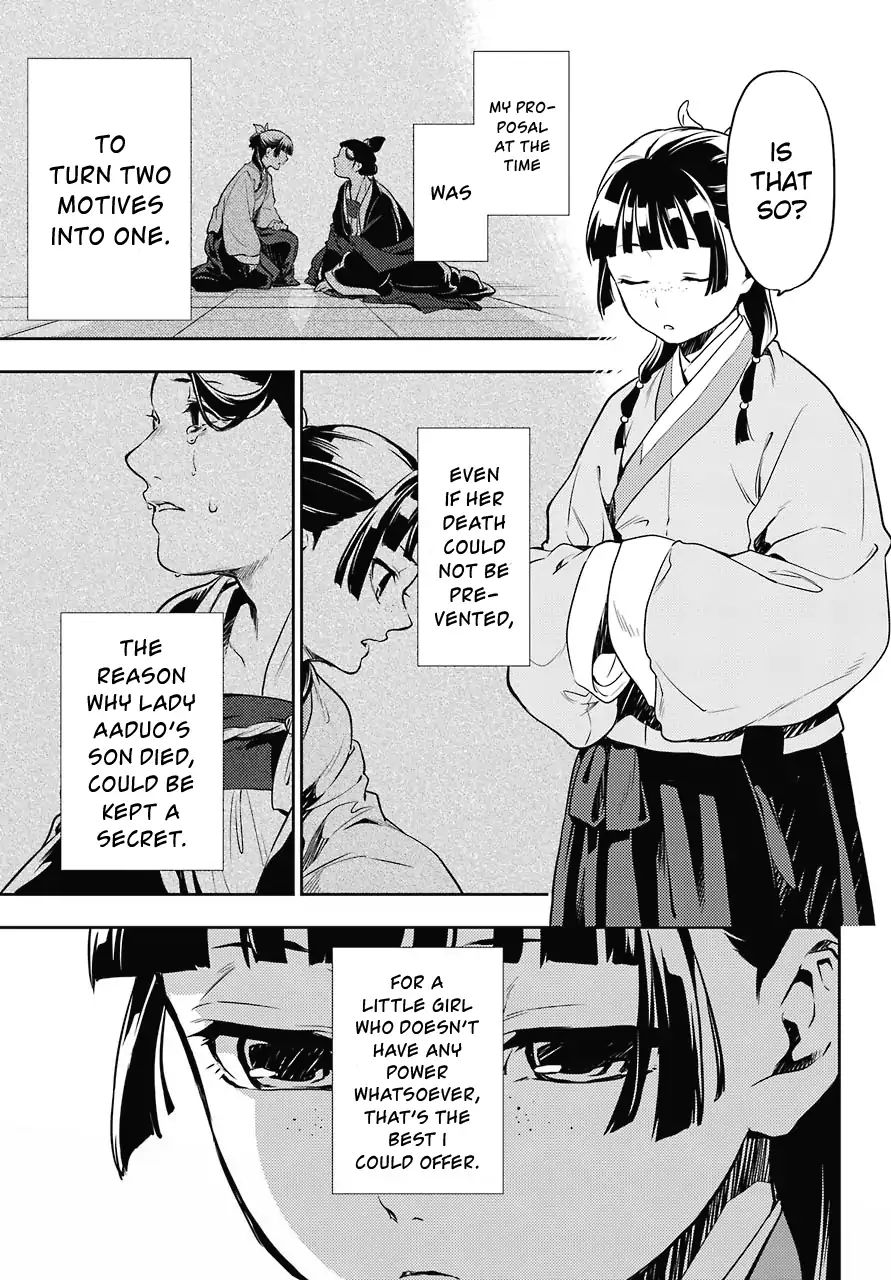 IS
THAT
SO?
MY PRO-
POSAL
AT THE
TIME
WAS
TO
TURN TWO
MOTIVES
INTO ONE.
EVEN
IF HER
DEATH
COULD
NOT BE
PRE-
VENTED,
THE
REASON
WHY LADY
AADUO'S
SON DIED,
COULD BE
KEPT A
SECRET.
FOR A
LITTLE GIRL
WHO DOESN'T
HAVE ANY
POWER
WHATSOEVER,
THAT'S THE
BEST I
COULD OFFER.